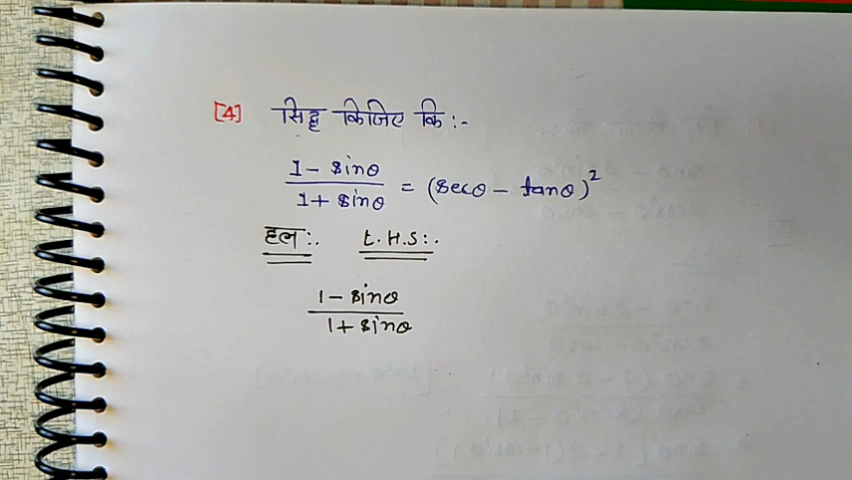 [4] सिद्ध किजिए कि :-
1 - sinθ
1 + sinθ = (secθ - tanθ)²
हल :. L.H.S :.
1 - sinθ
1 + sinθ